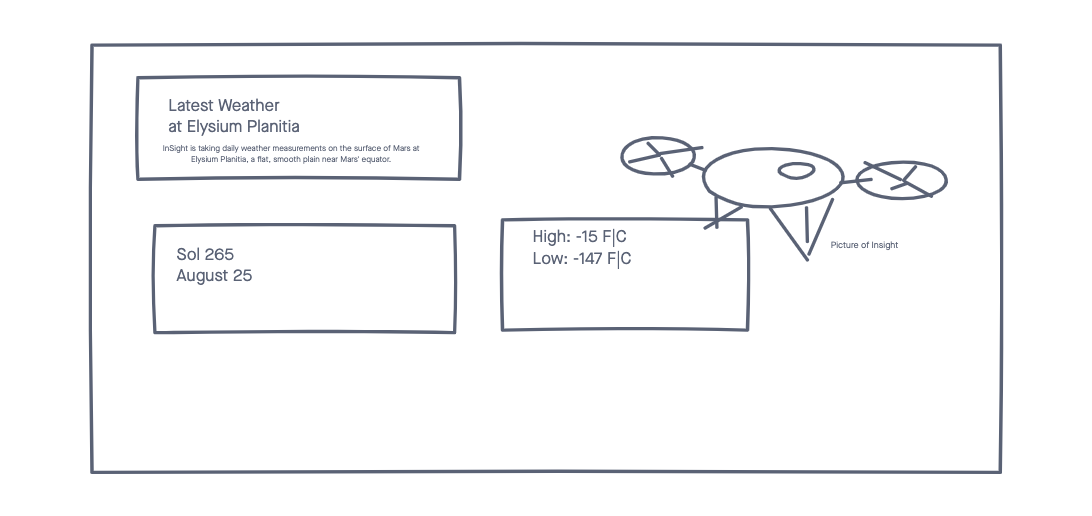 Latest Weather
at Elysium Planitia
InSight is taking daily weather measurements on the surface of Mars at
Elysium Planitia, a flat, smooth plain near Mars' equator.
Sol 265
August 25
High: -15 F|C
Low: -147 F|C
Picture of Insight